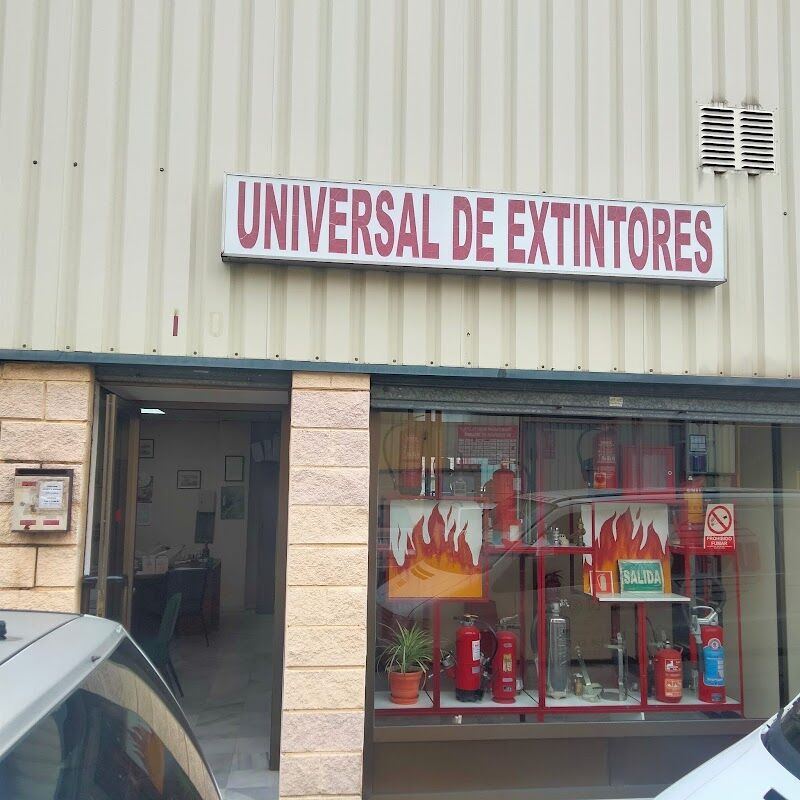 UNIVERSAL DE EXTINTORES
PROHIBIDO
FUMAR
SALIDA